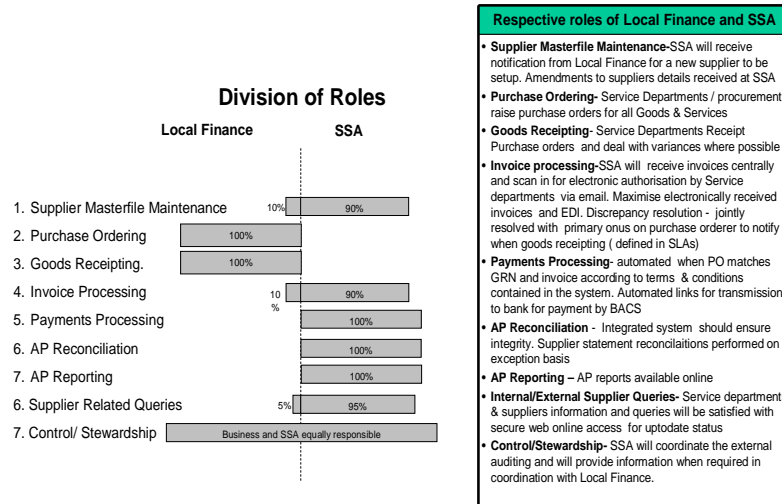 Division of Roles
Local Finance SSA
1. Supplier Masterfile Maintenance 10% 90%
2. Purchase Ordering 100%
3. Goods Receipting. 100%
4. Invoice Processing 10 % 90%
5. Payments Processing 100%
6. AP Reconciliation 100%
7. AP Reporting 100%
6. Supplier Related Queries 5% 95%
7. Control/ Stewardship Business and SSA equally responsible
Respective roles of Local Finance and SSA
• Supplier Masterfile Maintenance-SSA will receive
notification from Local Finance for a new supplier to be
setup. Amendments to suppliers details received at SSA
• Purchase Ordering- Service Departments / procurement
raise purchase orders for all Goods & Services
• Goods Receipting- Service Departments Receipt
Purchase orders and deal with variances where possible
• Invoice processing-SSA will receive invoices centrally
and scan in for electronic authorisation by Service
departments via email. Maximise electronically received
invoices and EDI. Discrepancy resolution - jointly
resolved with primary onus on purchase orderer to notify
when goods receipting ( defined in SLAs)
• Payments Processing- automated when PO matches
GRN and invoice according to terms & conditions
contained in the system. Automated links for transmission
to bank for payment by BACS
• AP Reconciliation - Integrated system should ensure
integrity. Supplier statement reconcilaitions performed on
exception basis
• AP Reporting – AP reports available online
• Internal/External Supplier Queries- Service department
& suppliers information and queries will be satisfied with
secure web online access for uptodate status
• Control/Stewardship- SSA will coordinate the external
auditing and will provide information when required in
coordination with Local Finance.